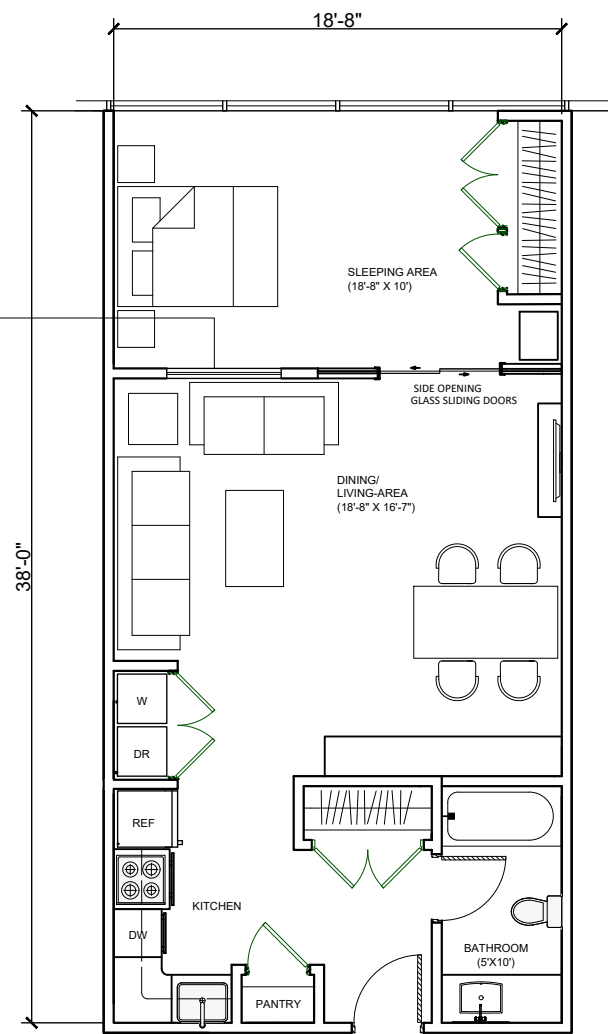 18'-8"
SLEEPING AREA
(18'-8" X 10')
SIDE OPENING
GLASS SLIDING DOORS
DINING/
LIVING-AREA
(18'-8" X 16'-7")
38'-0"
W
DR
REF
KITCHEN
DW
BATHROOM
(5'X10')
PANTRY